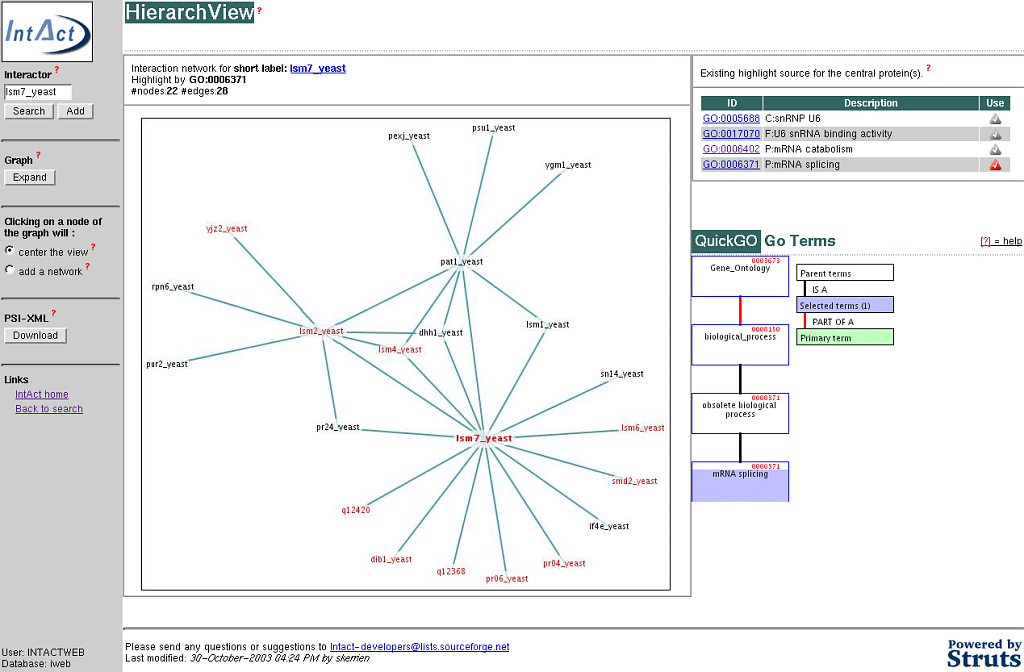 IntAct
HierarchView ?
Interactor ?
lsm7_yeast
Search Add
Graph ?
Expand
Clicking on a node of
the graph will :
center the view ?
add a network ?
PSI-XML ?
Download
Links
IntAct home
Back to search
User: INTACTWEB
Database: iweb
Interaction network for short label: lsm7_yeast
Highlight by GO:0006371
#nodes:22 #edges:28
pexj_yeast
psu1_yeast
ygm1_yeast
yjz2_yeast
pat1_yeast
rpn6_yeast
lsm2_yeast
dhh1_yeast
lsm1_yeast
lsm4_yeast
pur2_yeast
sn14_yeast
pr24_yeast
lsm7_yeast
lsm6_yeast
smd2_yeast
q12420
if4e_yeast
dib1_yeast
q12368
pr06_yeast
pr04_yeast
Existing highlight source for the central protein(s). ?
ID Description Use
GO:0005688 C:snRNP U6
GO:0017070 F:U6 snRNA binding activity
GO:0006402 P:mRNA catabolism
GO:0006371 P:mRNA splicing
QuickGO Go Terms
[?] = help
0003673
Gene_Ontology
0008150
biological_process
0008371
obsolete biological
process
0006371
mRNA splicing
Parent terms
IS A
Selected terms (1)
PART OF A
Primary term
Please send any questions or suggestions to Intact-developers@lists.sourceforge.net
Last modified: 30-October-2003 04:24 PM by skerrien
Powered by
Struts